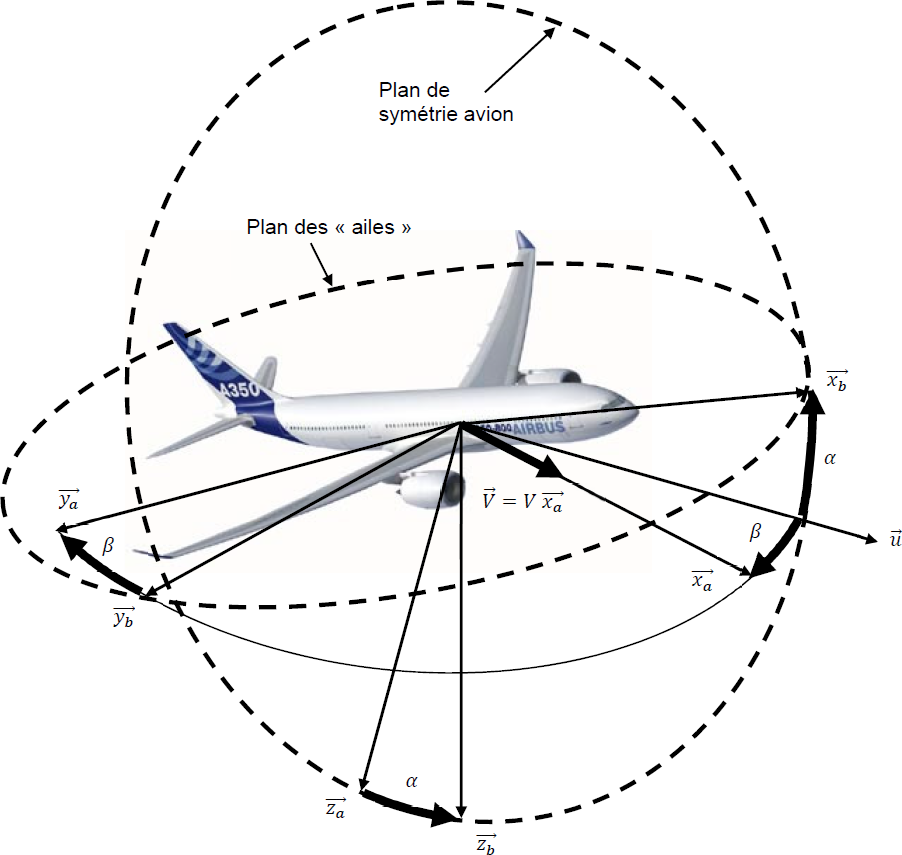 Plan de
symétrie avion
Plan des « ailes »
A350
AIRBUS
$\overrightarrow{x_b}$
$\alpha$
$\overrightarrow{y_a}$
$\vec{V} = V\,\overrightarrow{x_a}$
$\beta$
$\beta$
$\vec{u}$
$\overrightarrow{x_a}$
$\overrightarrow{y_b}$
$\alpha$
$\overrightarrow{z_a}$
$\overrightarrow{z_b}$